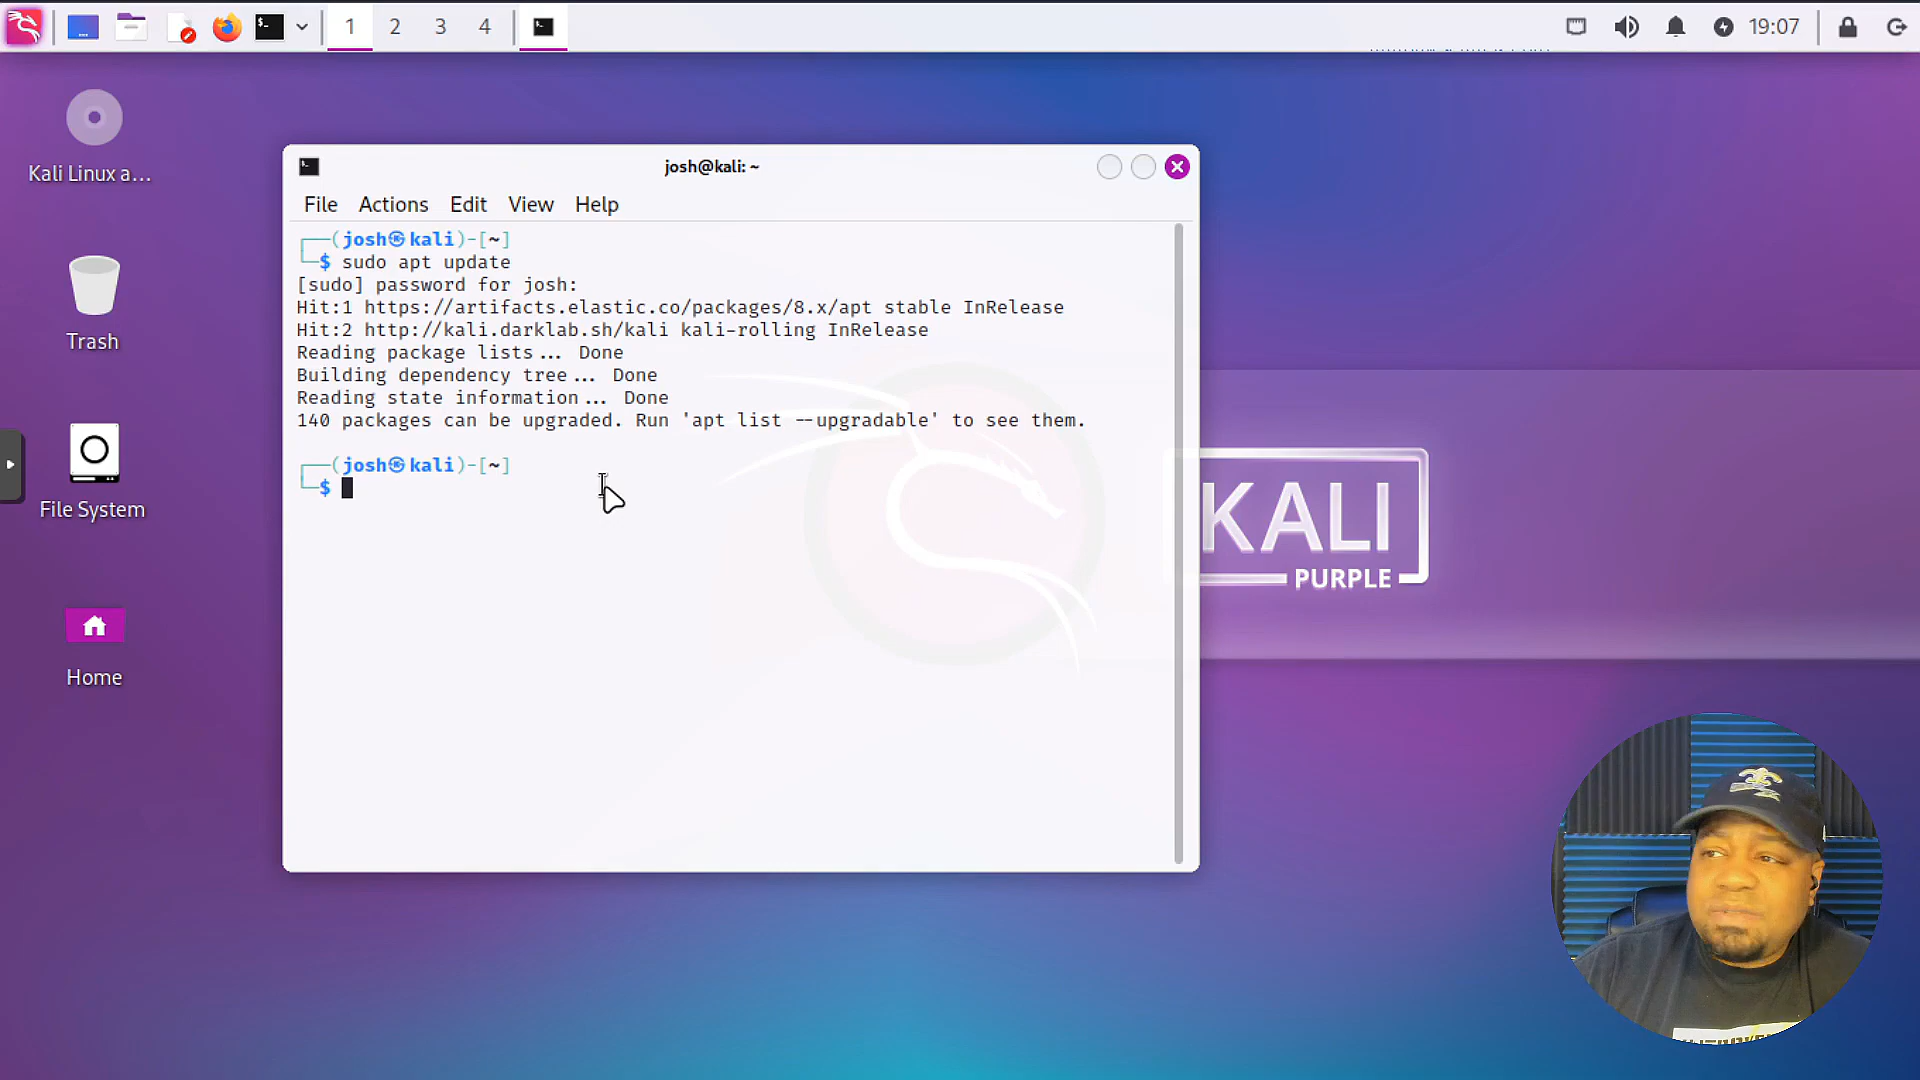 1 2 3 4
19:07
Kali Linux a...
Trash
File System
Home
josh@kali: ~
File Actions Edit View Help
┌──(josh㉿kali)-[~]
└─$ sudo apt update
[sudo] password for josh:
Hit:1 https://artifacts.elastic.co/packages/8.x/apt stable InRelease
Hit:2 http://kali.darklab.sh/kali kali-rolling InRelease
Reading package lists... Done
Building dependency tree... Done
Reading state information... Done
140 packages can be upgraded. Run 'apt list --upgradable' to see them.
┌──(josh㉿kali)-[~]
└─$
KALI
PURPLE